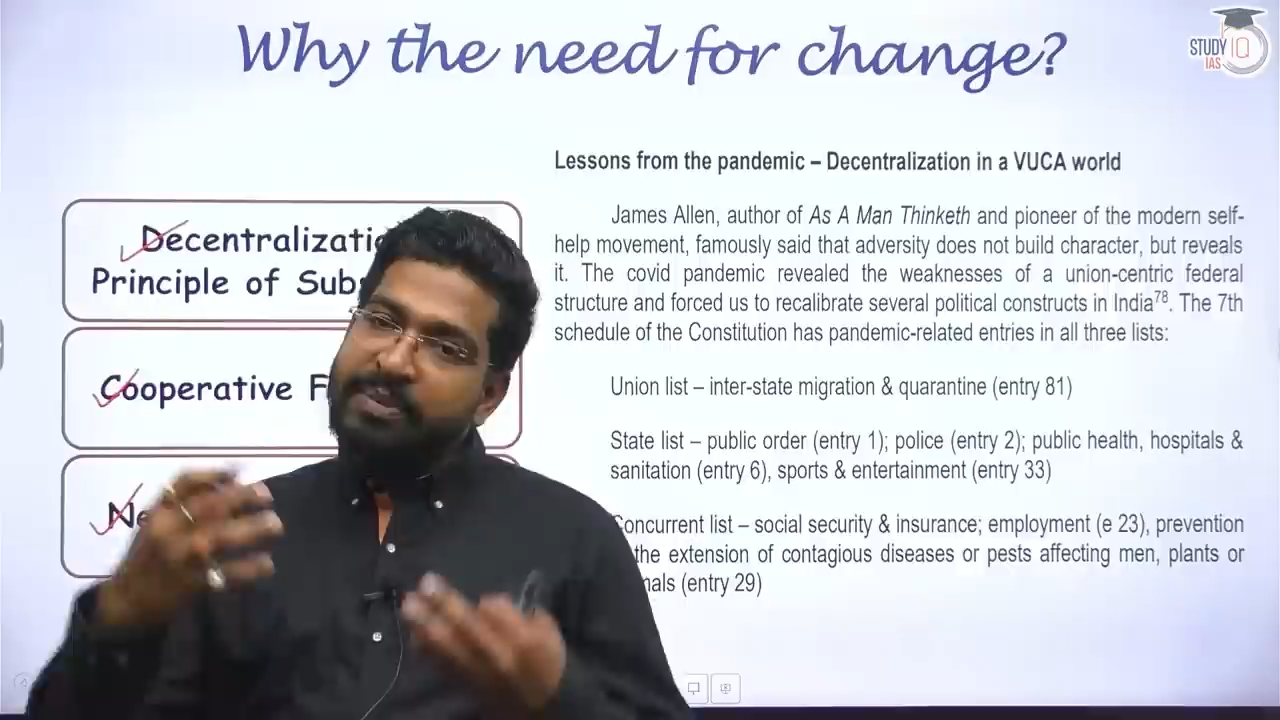 Why the need for change?
STUDY IQ
IAS
Lessons from the pandemic – Decentralization in a VUCA world
Principle of
James Allen, author of As A Man Thinketh and pioneer of the modern self-
help movement, famously said that adversity does not build character, but reveals
it. The covid pandemic revealed the weaknesses of a union-centric federal
structure and forced us to recalibrate several political constructs in India78. The 7th
schedule of the Constitution has pandemic-related entries in all three lists:
Cooperative
Union list – inter-state migration & quarantine (entry 81)
State list – public order (entry 1); police (entry 2); public health, hospitals &
sanitation (entry 6), sports & entertainment (entry 33)
Concurrent list – social security & insurance; employment (e 23), prevention
the extension of contagious diseases or pests affecting men, plants or
(entry 29)